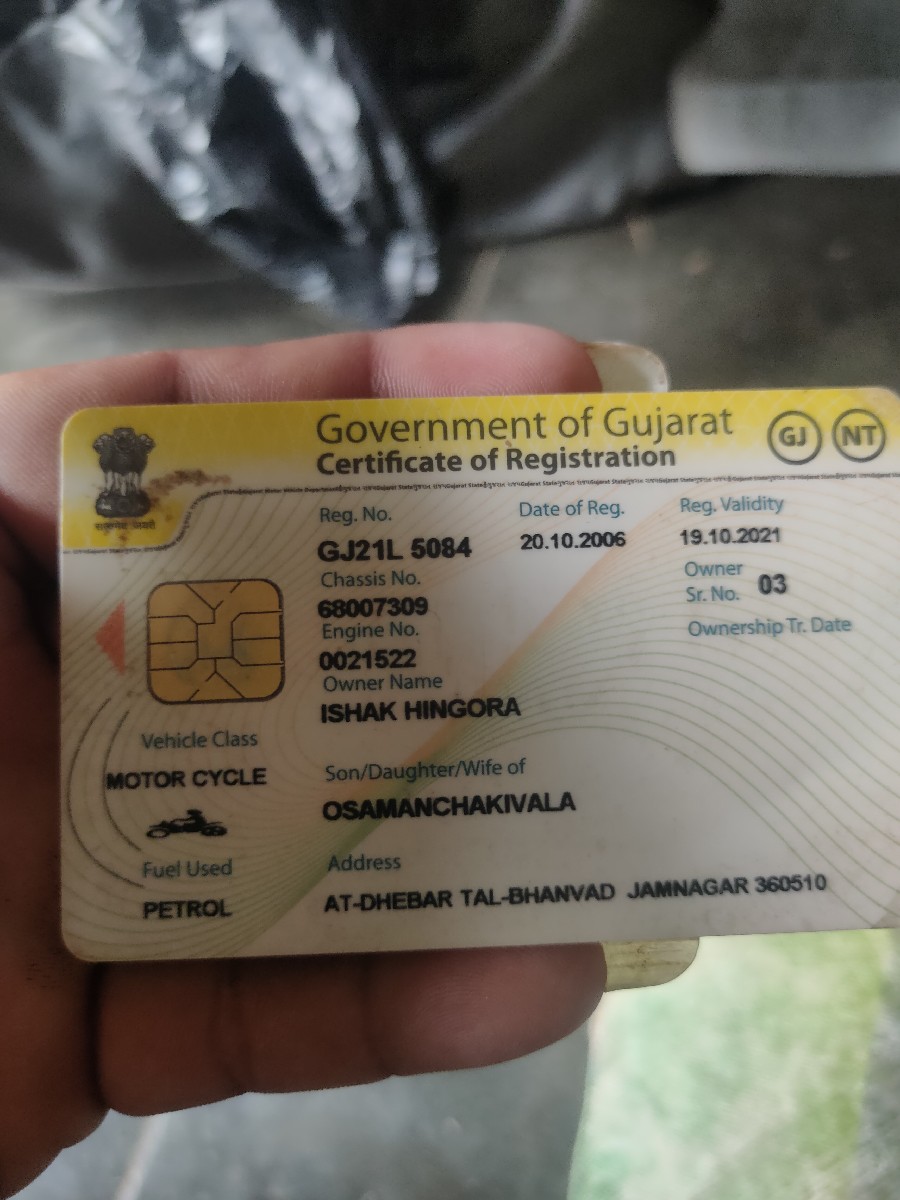 Government of Gujarat
Certificate of Registration
GJ NT
Reg. No.
GJ21L 5084
Date of Reg.
20.10.2006
Reg. Validity
19.10.2021
Chassis No.
68007309
Owner
Sr. No. 03
Engine No.
0021522
Ownership Tr. Date
Owner Name
ISHAK HINGORA
Vehicle Class
MOTOR CYCLE
Son/Daughter/Wife of
OSAMANCHAKIVALA
Fuel Used
PETROL
Address
AT-DHEBAR TAL-BHANVAD JAMNAGAR 360510